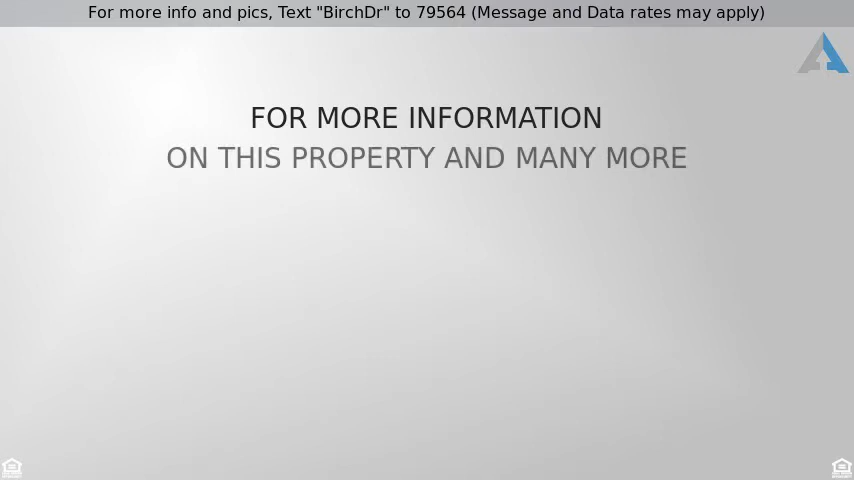 For more info and pics, Text "BirchDr" to 79564 (Message and Data rates may apply)
FOR MORE INFORMATION
ON THIS PROPERTY AND MANY MORE